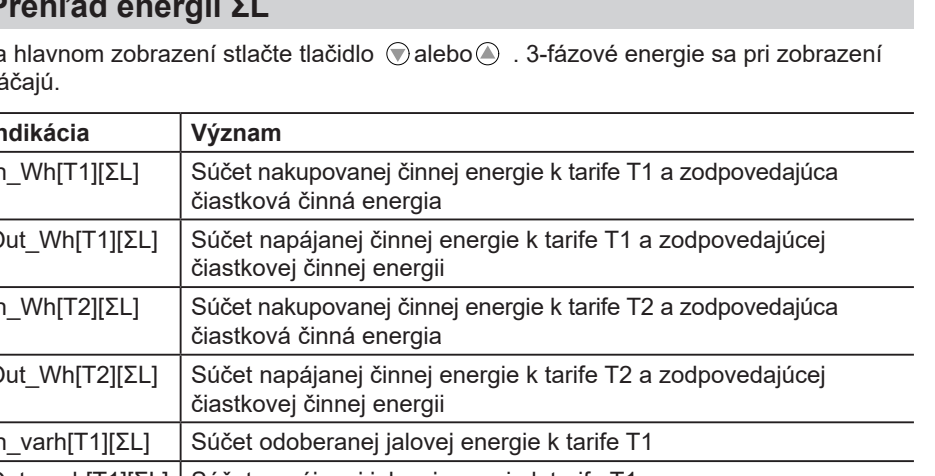 Prehľad energií ΣL
a hlavnom zobrazení stlačte tlačidlo alebo . 3-fázové energie sa pri zobrazení
áčajú.
ndikácia Význam
n_Wh[T1][ΣL] Súčet nakupovanej činnej energie k tarife T1 a zodpovedajúca
čiastková činná energia
Out_Wh[T1][ΣL] Súčet napájanej činnej energie k tarife T1 a zodpovedajúcej
čiastkovej činnej energii
n_Wh[T2][ΣL] Súčet nakupovanej činnej energie k tarife T2 a zodpovedajúca
čiastková činná energia
Out_Wh[T2][ΣL] Súčet napájanej činnej energie k tarife T2 a zodpovedajúcej
čiastkovej činnej energii
n_varh[T1][ΣL] Súčet odoberanej jalovej energie k tarife T1